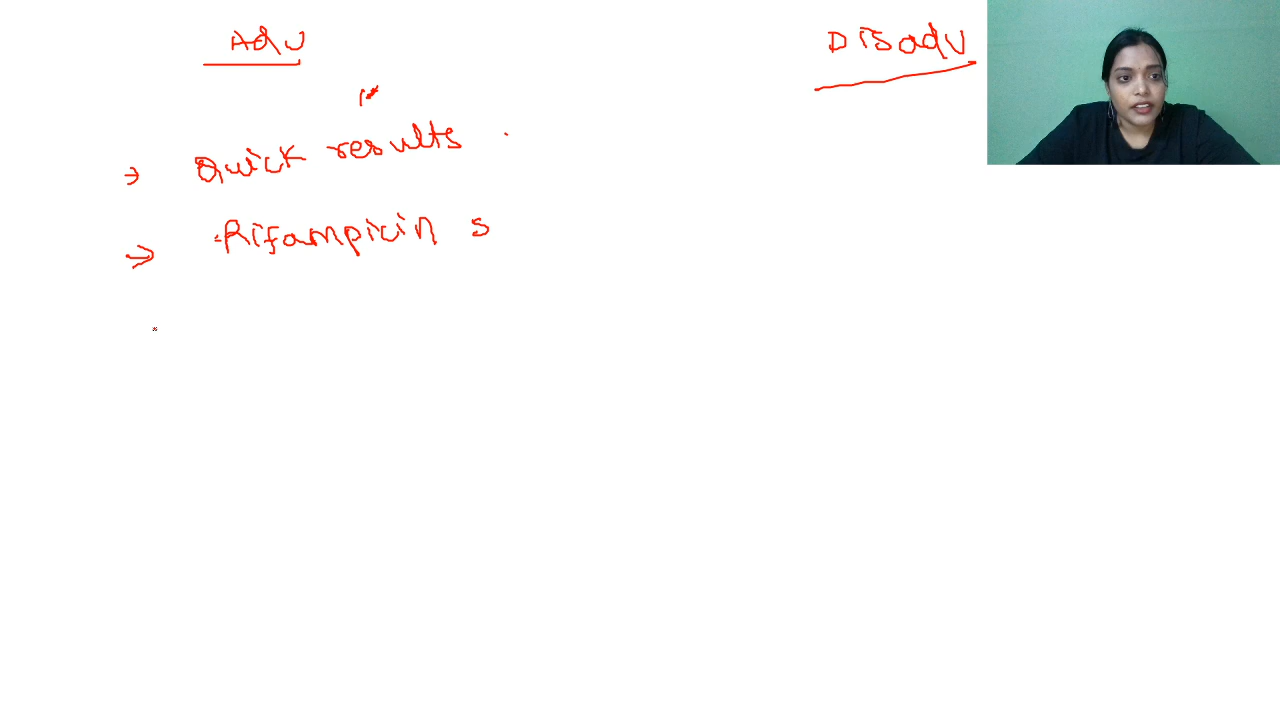 Adv
Disadv
→ Quick results
⇒ Rifampicin s